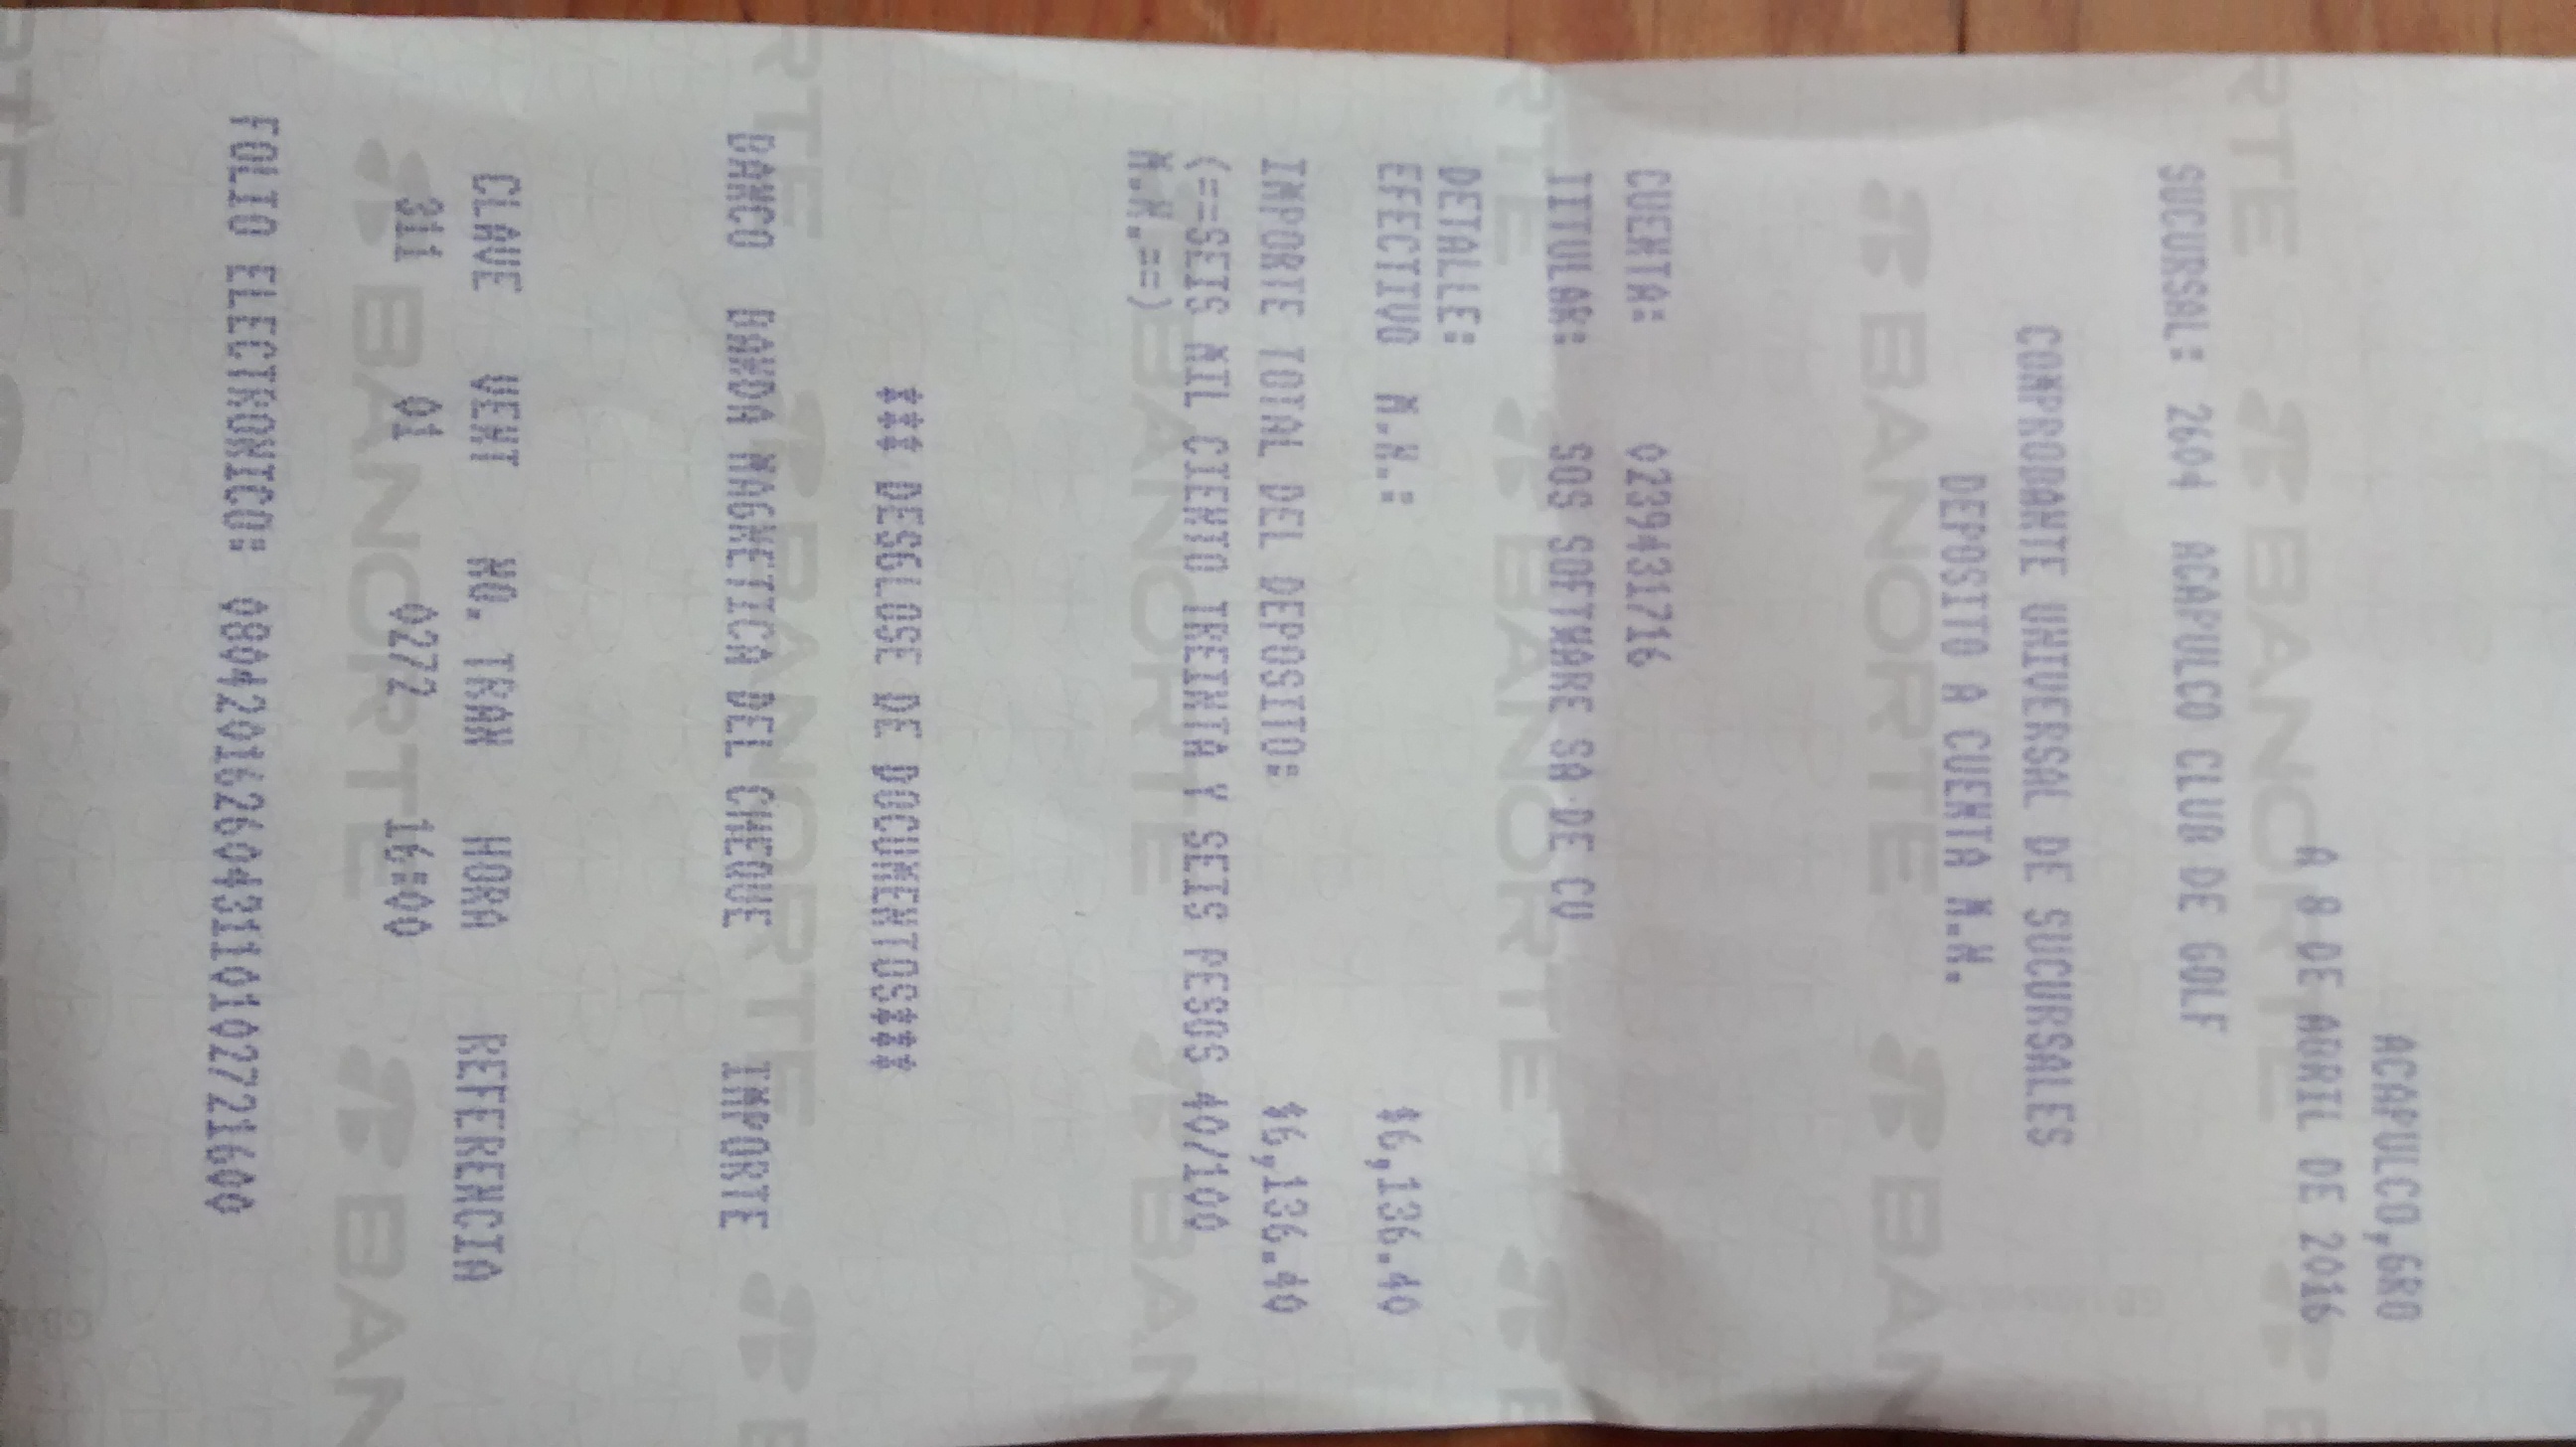 ACAPULCO,GRO
A 8 DE ABRIL DE 2016
SUCURSAL: 2604 ACAPULCO CLUB DE GOLF
COMPROBANTE UNIVERSAL DE SUCURSALES
DEPOSITO A CUENTA M.N.
CUENTA: 0239431716
TITULAR: SOS SOFTWARE SA DE CV
DETALLE:
EFECTIVO M.N.: $6,136.40
IMPORTE TOTAL DEL DEPOSITO: $6,136.40
(==SEIS MIL CIENTO TREINTA Y SEIS PESOS 40/100
M.N.==)
*** DESGLOSE DE DOCUMENTOS***
BANCO BANDA MAGNETICA DEL CHEQUE IMPORTE
CLAVE VENT NO. TRAN HORA REFERENCIA
311 01 0272 16:00
FOLIO ELECTRONICO: 0804201626043110102721600
BANORTE